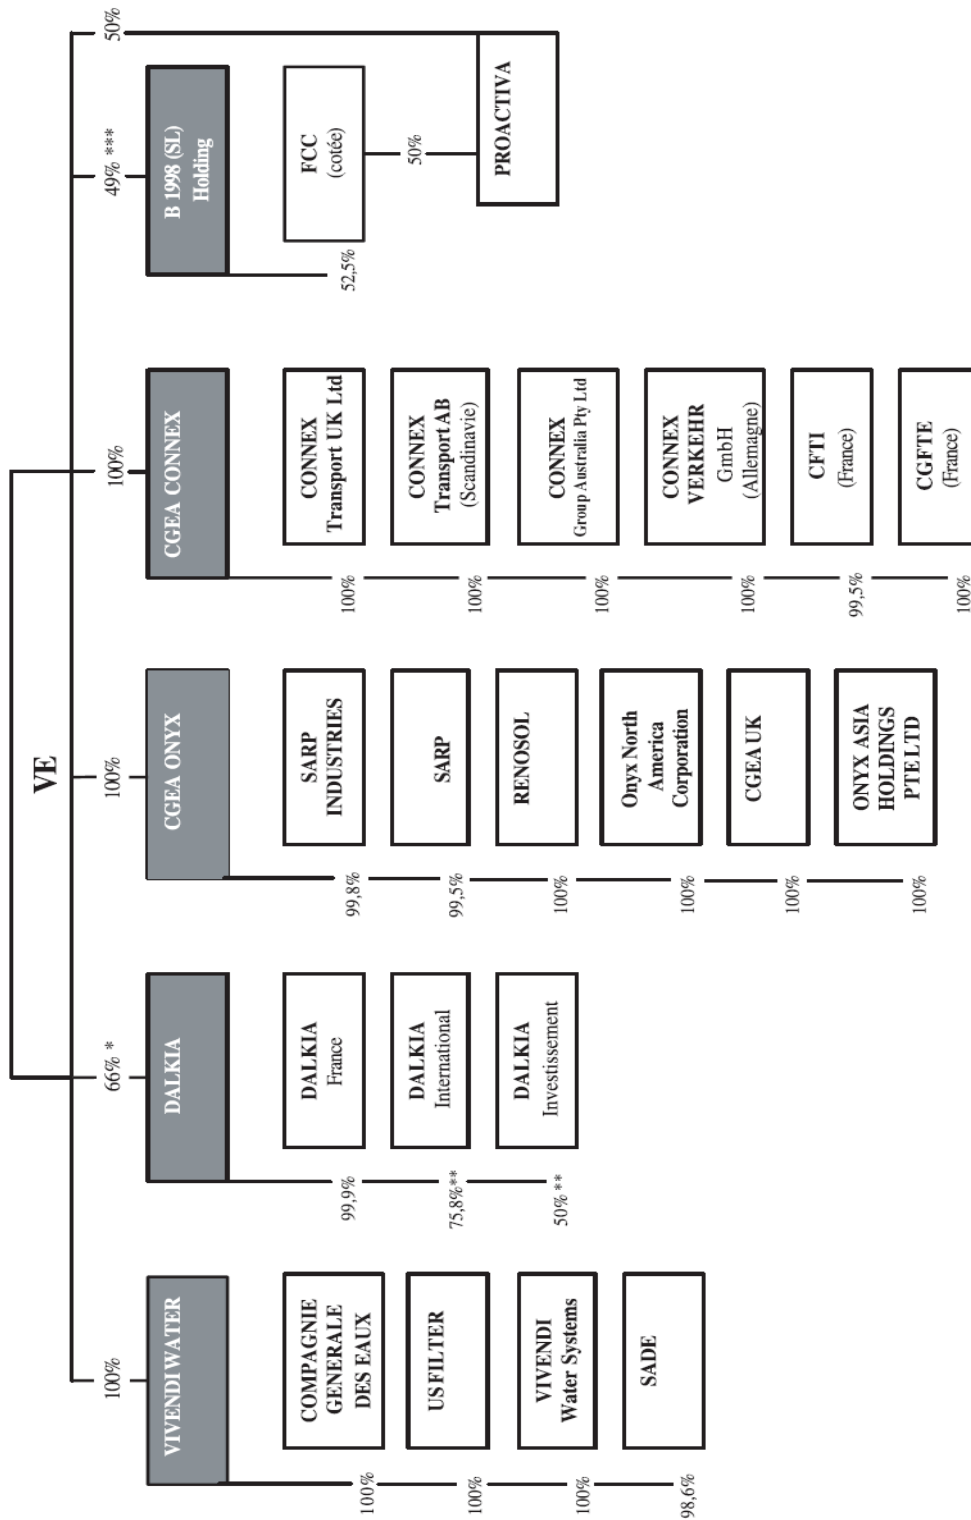 VE
100%
VIVENDI WATER
COMPAGNIE
GENERALE
DES EAUX
100%
USFILTER
100%
VIVENDI
Water Systems
100%
SADE
98,6%
66% *
DALKIA
DALKIA
France
99,9%
DALKIA
International
75,8%**
DALKIA
Investissement
50% **
100%
CGEA ONYX
SARP
INDUSTRIES
99,8%
SARP
99,5%
RENOSOL
100%
Onyx North
America
Corporation
100%
CGEA UK
100%
ONYX ASIA
HOLDINGS
PTE LTD
100%
100%
CGEA CONNEX
CONNEX
Transport UK Ltd
100%
CONNEX
Transport AB
(Scandinavie)
100%
CONNEX
Group Australia Pty Ltd
100%
CONNEX
VERKEHR
GmbH
(Allemagne)
100%
CFTI
(France)
99,5%
CGFTE
(France)
100%
49% ***
B 1998 (SL)
Holding
FCC
(cotée)
52,5%
50%
50%
PROACTIVA